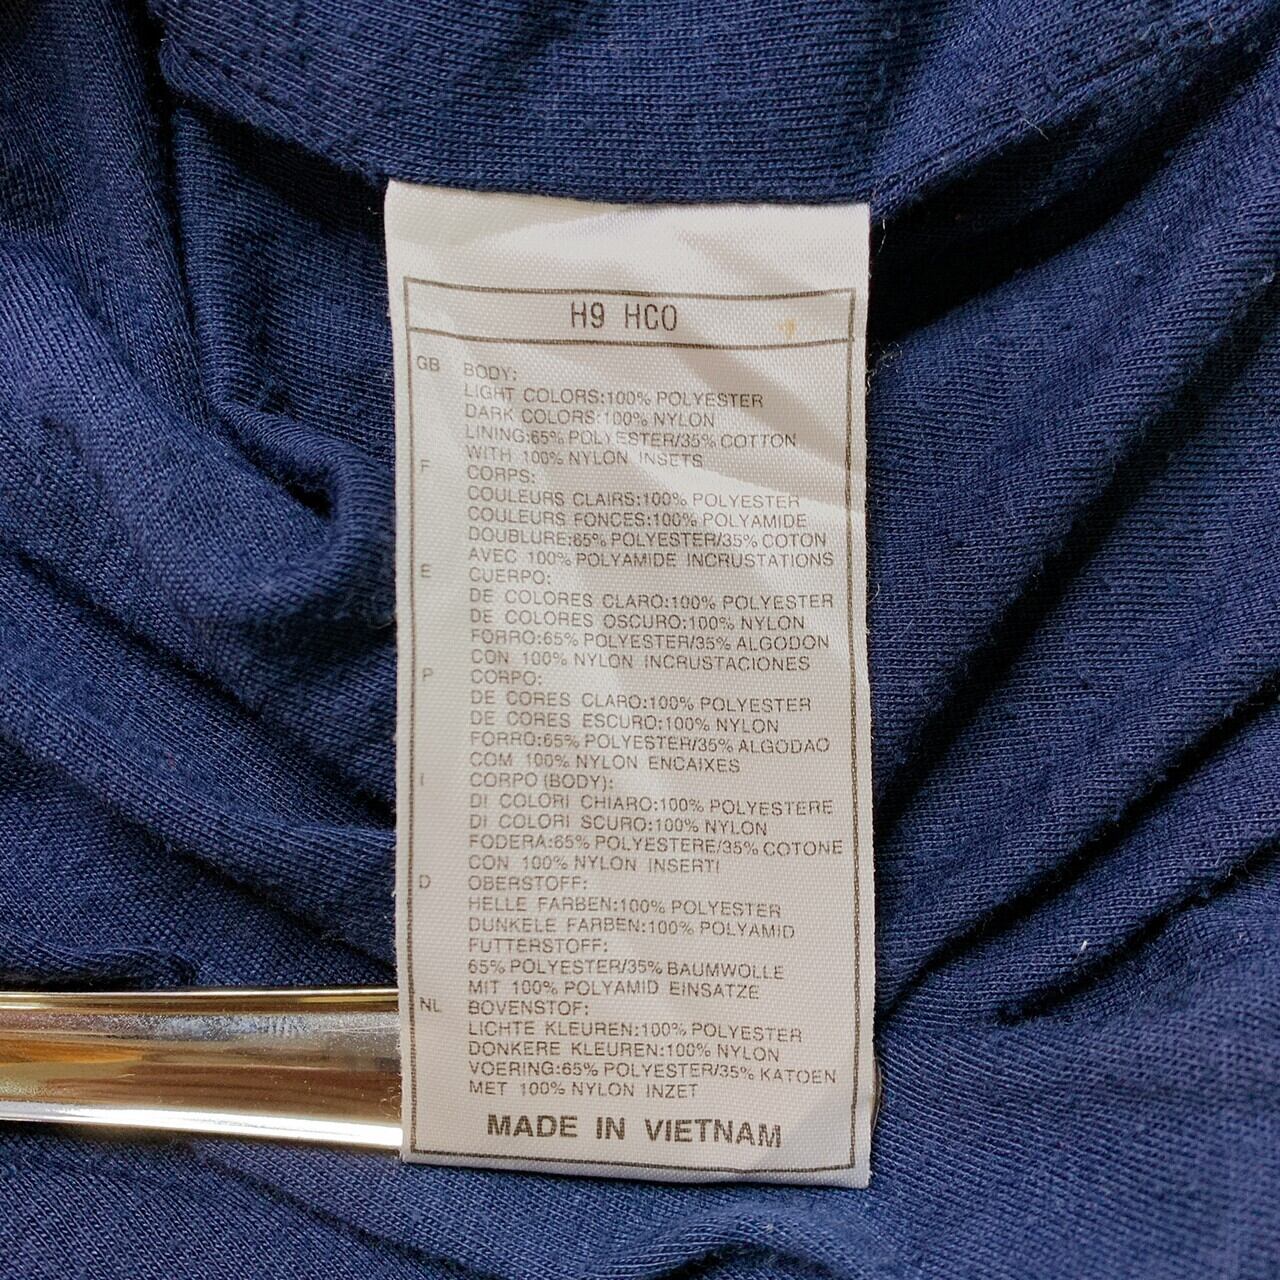 H9 HCO
GB BODY:
LIGHT COLORS:100% POLYESTER
DARK COLORS:100% NYLON
LINING:65% POLYESTER/35% COTTON
WITH 100% NYLON INSETS
F CORPS:
COULEURS CLAIRS:100% POLYESTER
COULEURS FONCES:100% POLYAMIDE
DOUBLURE:65% POLYESTER/35% COTON
AVEC 100% POLYAMIDE INCRUSTATIONS
E CUERPO:
DE COLORES CLARO:100% POLYESTER
DE COLORES OSCURO:100% NYLON
FORRO:65% POLYESTER/35% ALGODON
CON 100% NYLON INCRUSTACIONES
P CORPO:
DE CORES CLARO:100% POLYESTER
DE CORES ESCURO:100% NYLON
FORRO:65% POLYESTER/35% ALGODAO
COM 100% NYLON ENCAIXES
I CORPO (BODY):
DI COLORI CHIARO:100% POLYESTERE
DI COLORI SCURO:100% NYLON
FODERA:65% POLYESTERE/35% COTONE
CON 100% NYLON INSERTI
D OBERSTOFF:
HELLE FARBEN:100% POLYESTER
DUNKELE FARBEN:100% POLYAMID
FUTTERSTOFF:
65% POLYESTER/35% BAUMWOLLE
MIT 100% POLYAMID EINSATZE
NL BOVENSTOF:
LICHTE KLEUREN:100% POLYESTER
DONKERE KLEUREN:100% NYLON
VOERING:65% POLYESTER/35% KATOEN
MET 100% NYLON INZET
MADE IN VIETNAM